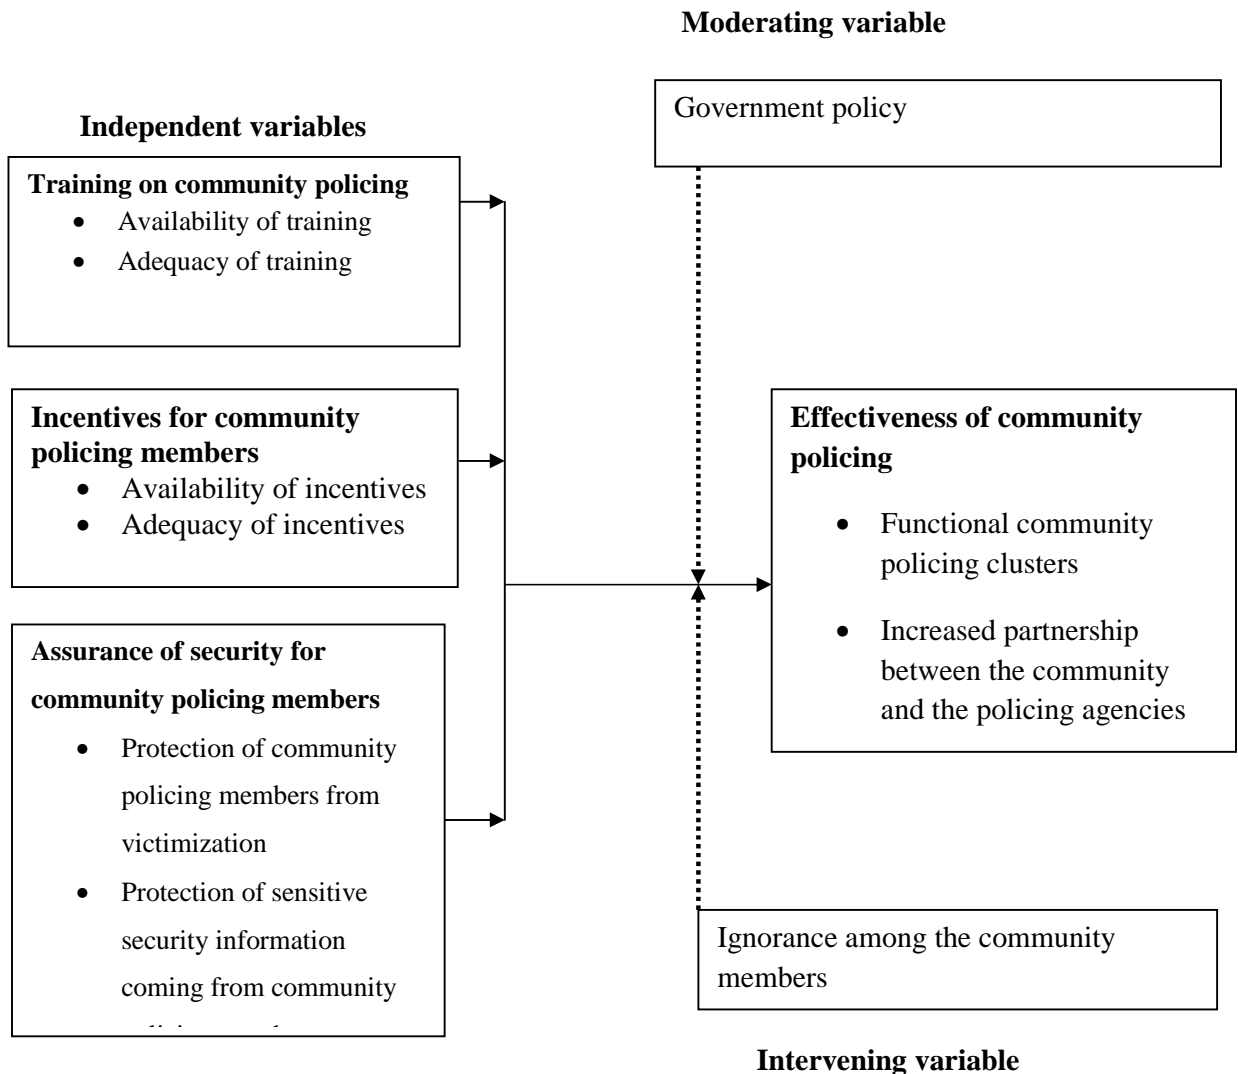 Moderating variable
Government policy
Independent variables
Training on community policing
• Availability of training
• Adequacy of training
Incentives for community
policing members
• Availability of incentives
• Adequacy of incentives
Assurance of security for
community policing members
• Protection of community
policing members from
victimization
• Protection of sensitive
security information
coming from community
Effectiveness of community
policing
• Functional community
policing clusters
• Increased partnership
between the community
and the policing agencies
Ignorance among the community
members
Intervening variable